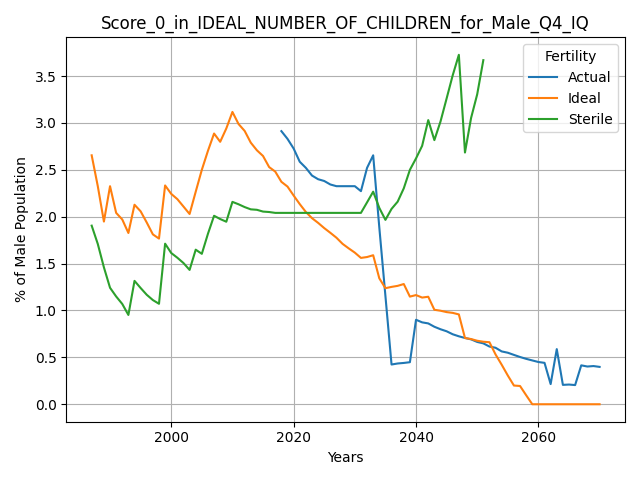 Score_0_in_IDEAL_NUMBER_OF_CHILDREN_for_Male_Q4_IQ
Fertility
Actual
Ideal
Sterile
% of Male Population
3.5
3.0
2.5
2.0
1.5
1.0
0.5
0.0
2000 2020 2040 2060
Years